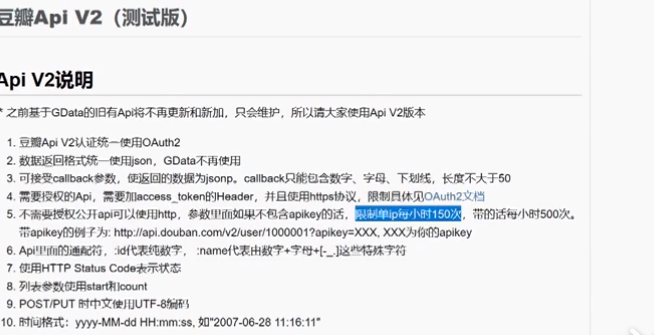 豆瓣Api V2（测试版）
Api V2说明
* 之前基于GData的旧有Api将不再更新和新加，只会维护，所以请大家使用Api V2版本
1. 豆瓣Api V2认证统一使用OAuth2
2. 数据返回格式统一使用json，GData不再使用
3. 可接受callback参数，使返回的数据为jsonp。callback只能包含数字、字母、下划线，长度不大于50
4. 需要授权的Api，需要加access_token的Header，并且使用https协议，限制具体见OAuth2文档
5. 不需要授权公开api可以使用http，参数里面如果不包含apikey的话，限制单ip每小时150次，带的话每小时500次。
带apikey的例子为: http://api.douban.com/v2/user/1000001?apikey=XXX, XXX为你的apikey
6. Api里面的通配符，:id代表纯数字， :name代表由数字+字母+[-_.]这些特殊字符
7. 使用HTTP Status Code表示状态
8. 列表参数使用start和count
9. POST/PUT 时中文使用UTF-8编码
10. 时间格式：yyyy-MM-dd HH:mm:ss, 如"2007-06-28 11:16:11"